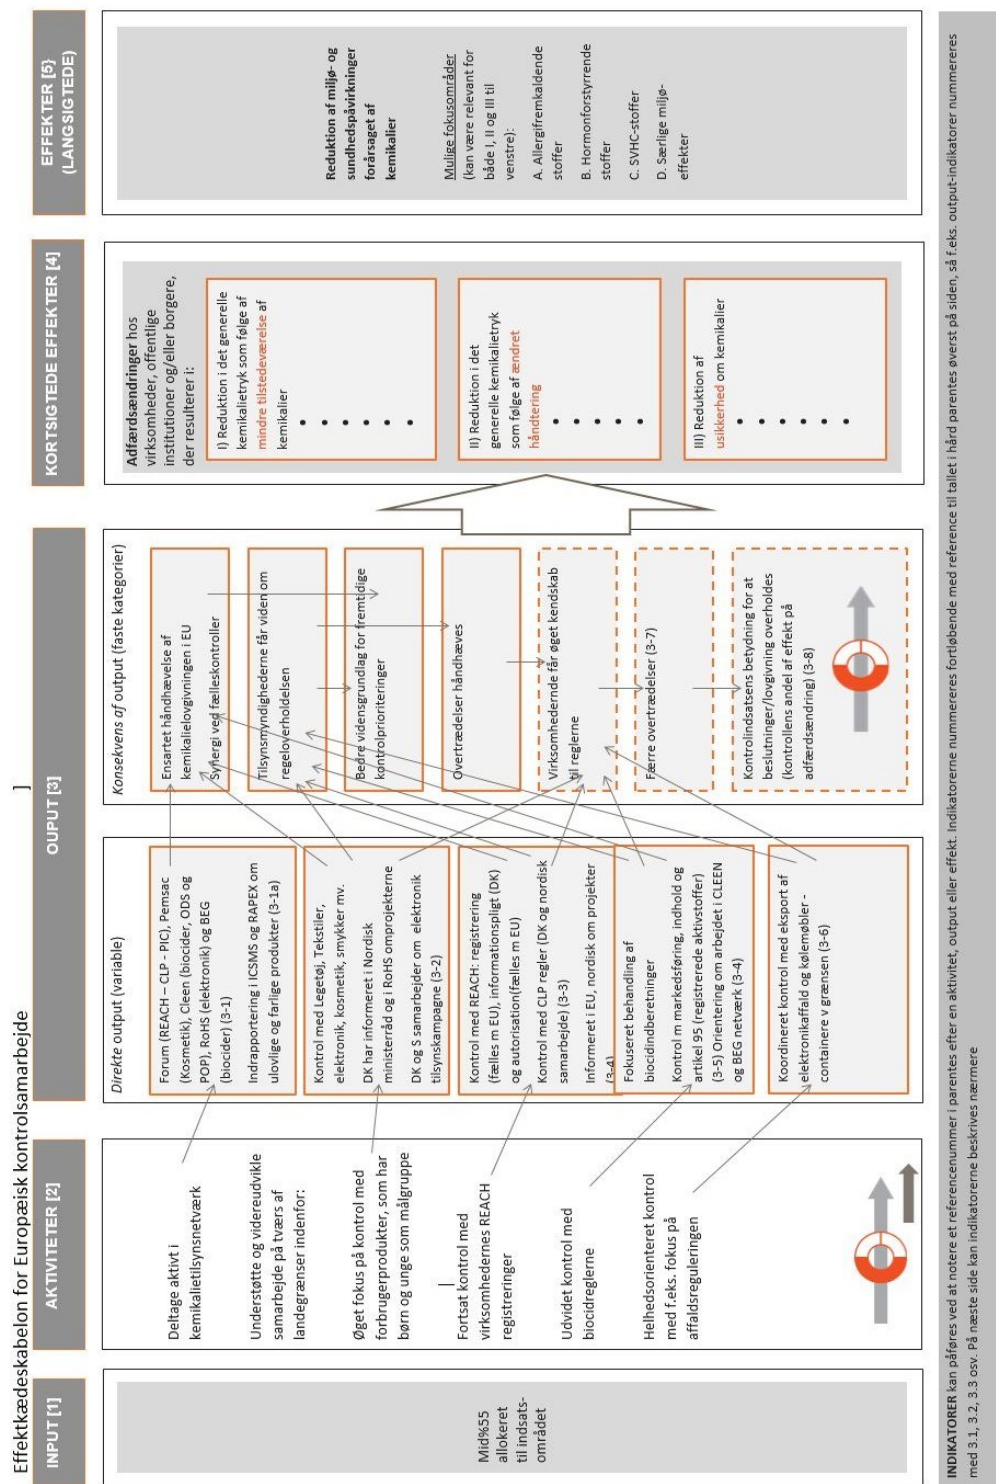 Effektkædeskabelon for Europæisk kontrolsamarbejde
]
INPUT [1]
Mid%55
allokeret
til indsats-
området
AKTIVITETER [2]
Deltage aktivt i
kemikalietilsynsnetværk
Understøtte og videreudvikle
samarbejde på tværs af
landegrænser indenfor:
Øget fokus på kontrol med
forbrugerprodukter, som har
børn og unge som målgruppe
Fortsat kontrol med
virksomhedernes REACH
registreringer
Udvidet kontrol med
biocidreglerne
Helhedsorienteret kontrol
med f.eks. fokus på
affaldsreguleringen
OUPUT [3]
Direkte output (variable)
Forum (REACH – CLP - PIC), Pemsac
(Kosmetik), Cleen (biocider, ODS og
POP), RoHS (elektronik) og BEG
(biocider) (3-1)
Indrapportering i ICSMS og RAPEX om
ulovlige og farlige produkter (3-1a)
Kontrol med Legetøj, Tekstiler,
elektronik, kosmetik, smykker mv.
DK har informeret i Nordisk
ministerråd og i RoHS omprojekterne
DK og S samarbejder om elektronik
tilsynskampagne (3-2)
Kontrol med REACH: registrering
(fælles m EU), informationspligt (DK)
og autorisation(fælles m EU)
Kontrol med CLP regler (DK og nordisk
samarbejde) (3-3)
Informeret i EU, nordisk om projekter
(3-4)
Fokuseret behandling af
biocidindberetninger
Kontrol m markedsføring, indhold og
artikel 95 (registrerede aktivstoffer)
(3-5) Orientering om arbejdet i CLEEN
og BEG netværk (3-4)
Koordineret kontrol med eksport af
elektronikaffald og kølemøbler -
containere v grænsen (3-6)
Konsekvens af output (faste kategorier)
Ensartet håndhævelse af
kemikalielovgivningen i EU
Synergi ved fælleskontroller
Tilsynsmyndighederne får viden om
regeloverholdelsen
Bedre vidensgrundlag for fremtidige
kontrolprioriteringer
Overtrædelser håndhæves
Virksomhedernde får øget kendskab
til reglerne
Færre overtrædelser (3-7)
Kontrolindsatsens betydning for at
beslutninger/lovgivning overholdes
(kontrollens andel af effekt på
adfærdsændring) (3-8)
KORTSIGTEDE EFFEKTER [4]
Adfærdsændringer hos
virksomheder, offentlige
institutioner og/eller borgere,
der resulterer i:
I) Reduktion i det generelle
kemikalietryk som følge af
mindre tilstedeværelse af
kemikalier
II) Reduktion i det
generelle kemikalietryk
som følge af ændret
håndtering
III) Reduktion af
usikkerhed om kemikalier
EFFEKTER [5}
(LANGSIGTEDE)
Reduktion af miljø- og
sundhedspåvirkninger
forårsaget af
kemikalier
Mulige fokusområder
(kan være relevant for
både I, II og III til
venstre):
A. Allergifremkaldende
stoffer
B. Hormonforstyrrende
stoffer
C. SVHC-stoffer
D. Særlige miljø-
effekter
INDIKATORER kan påføres ved at notere et referencenummer i parentes efter en aktivitet, output eller effekt. Indikatorerne nummereres fortløbende med reference til tallet i hård parentes øverst på siden, så f.eks. output-indikatorer nummereres
med 3.1, 3.2, 3.3 osv. På næste side kan indikatorerne beskrives nærmere